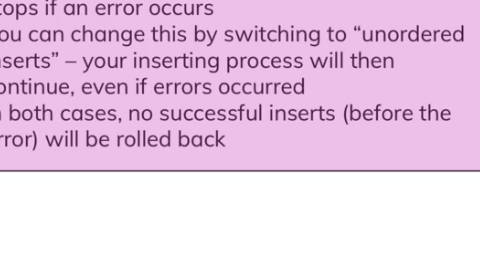 tops if an error occurs
ou can change this by switching to “unordered
nserts” – your inserting process will then
ontinue, even if errors occurred
n both cases, no successful inserts (before the
rror) will be rolled back